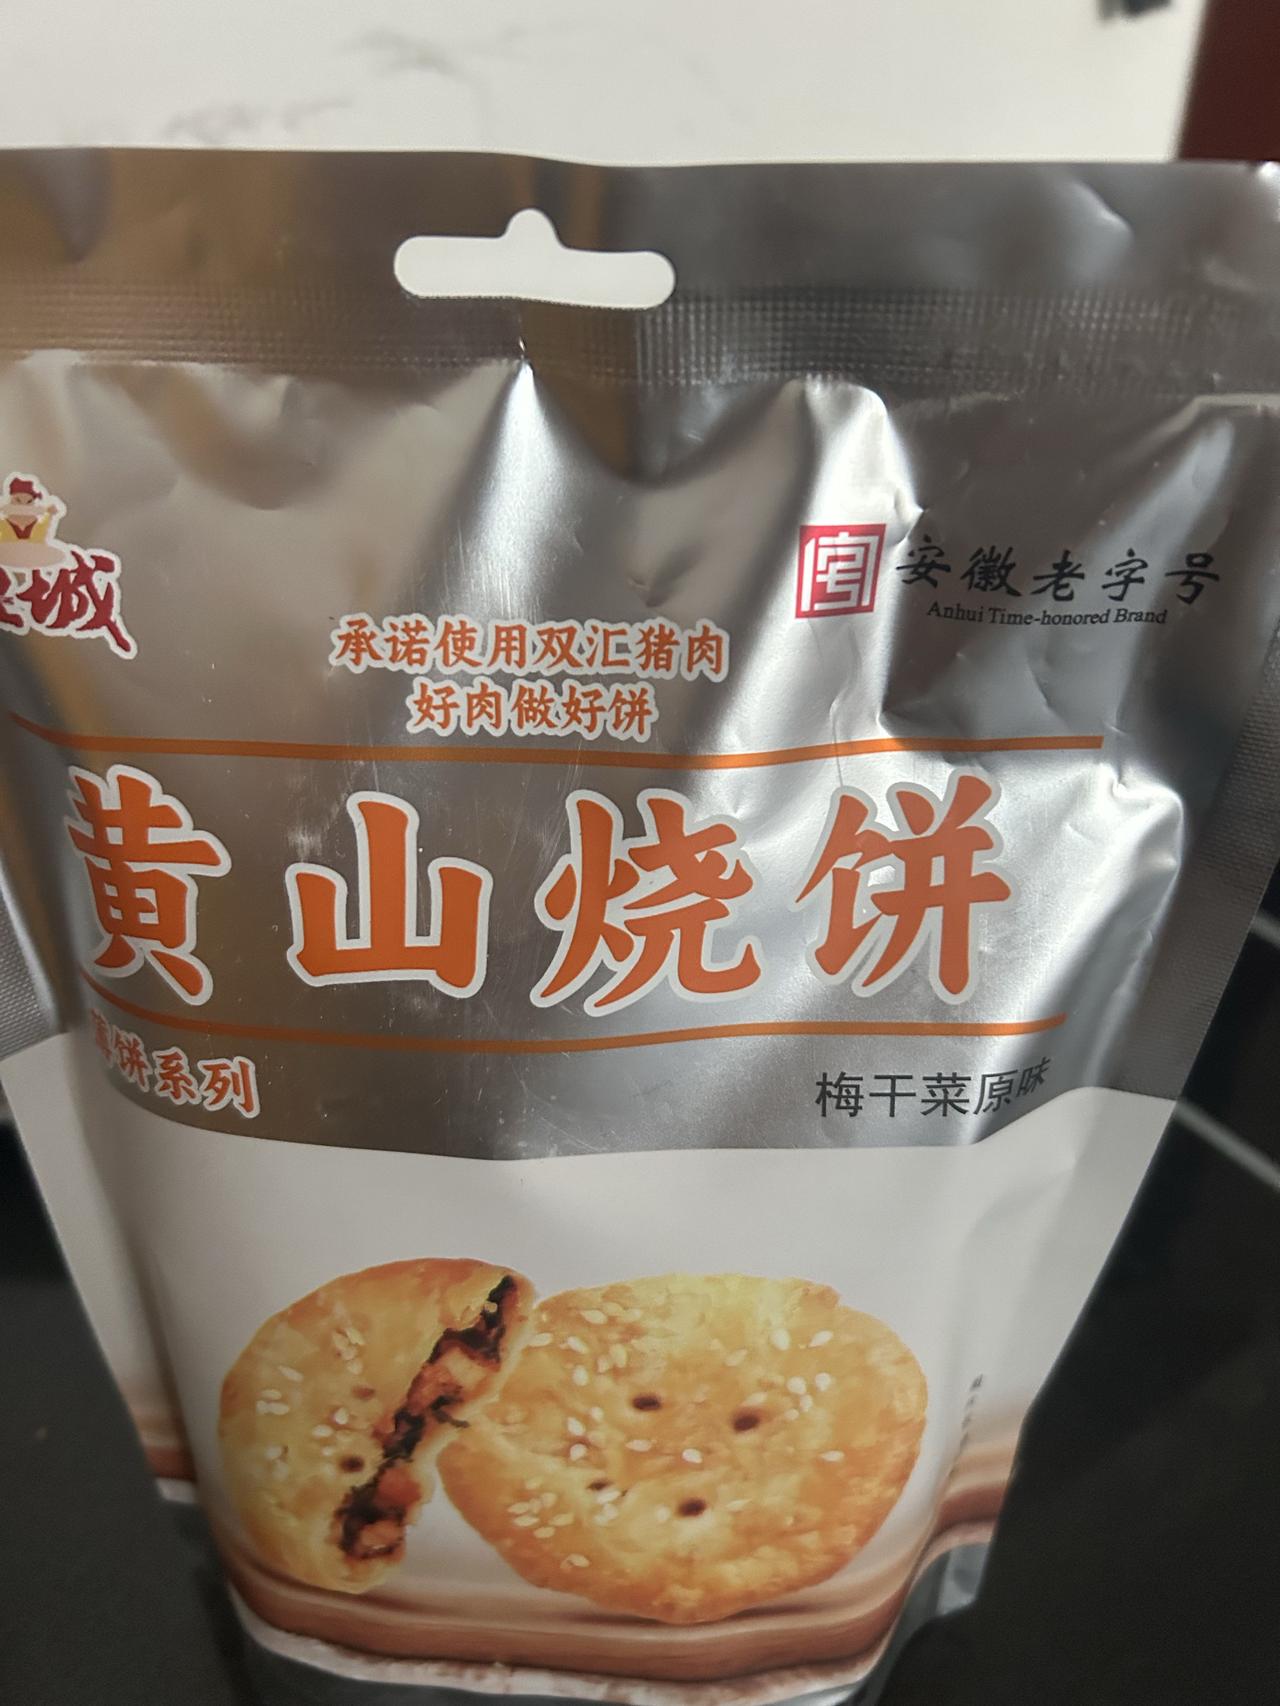 城
安徽老字号
Anhui Time-honored Brand
承诺使用双汇猪肉
好肉做好饼
黄山烧饼
饼系列
梅干菜原味